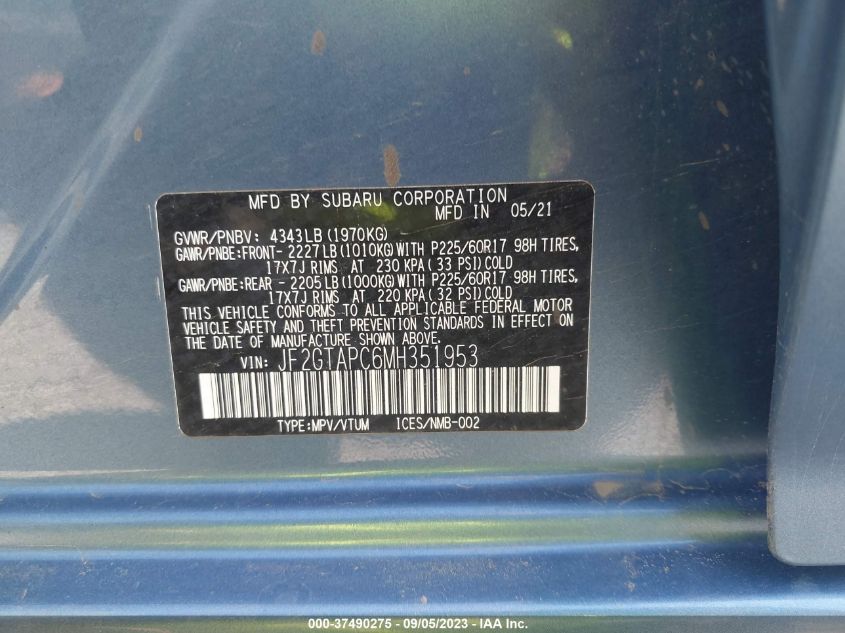 MFD BY SUBARU CORPORATION
MFD IN 05/21
GVWR/PNBV: 4343LB(1970KG)
GAWR/PNBE:FRONT- 2227LB(1010KG)WITH P225/60R17 98H TIRES,
17X7J RIMS AT 230 KPA(33 PSI)COLD
GAWR/PNBE:REAR - 2205LB(1000KG)WITH P225/60R17 98H TIRES,
17X7J RIMS AT 220 KPA(32 PSI)COLD
THIS VEHICLE CONFORMS TO ALL APPLICABLE FEDERAL MOTOR
VEHICLE SAFETY AND THEFT PREVENTION STANDARDS IN EFFECT ON
THE DATE OF MANUFACTURE SHOWN ABOVE.
VIN: JF2GTAPC6MH351953
TYPE:MPV/VTUM ICES/NMB-002
000-37490275 - 09/05/2023 - © IAA Inc.